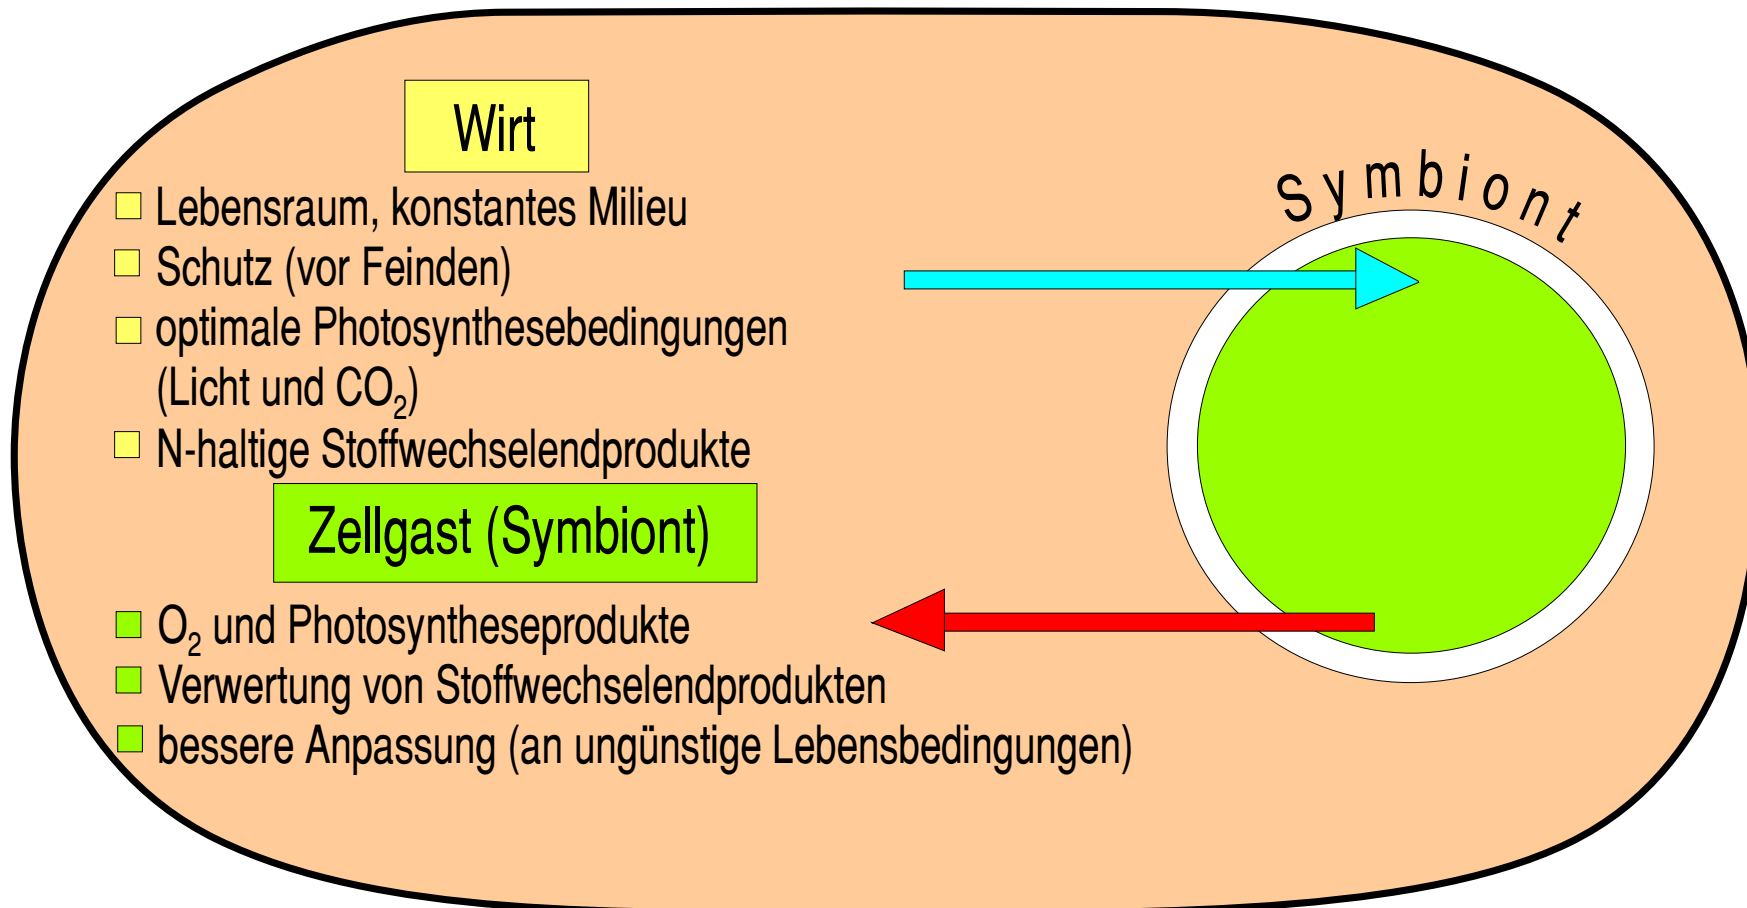 Wirt
Symbiont
Lebensraum, konstantes Milieu
Schutz (vor Feinden)
optimale Photosynthesebedingungen
(Licht und CO₂)
N-haltige Stoffwechselendprodukte
Zellgast (Symbiont)
O₂ und Photosyntheseprodukte
Verwertung von Stoffwechselendprodukten
bessere Anpassung (an ungünstige Lebensbedingungen)